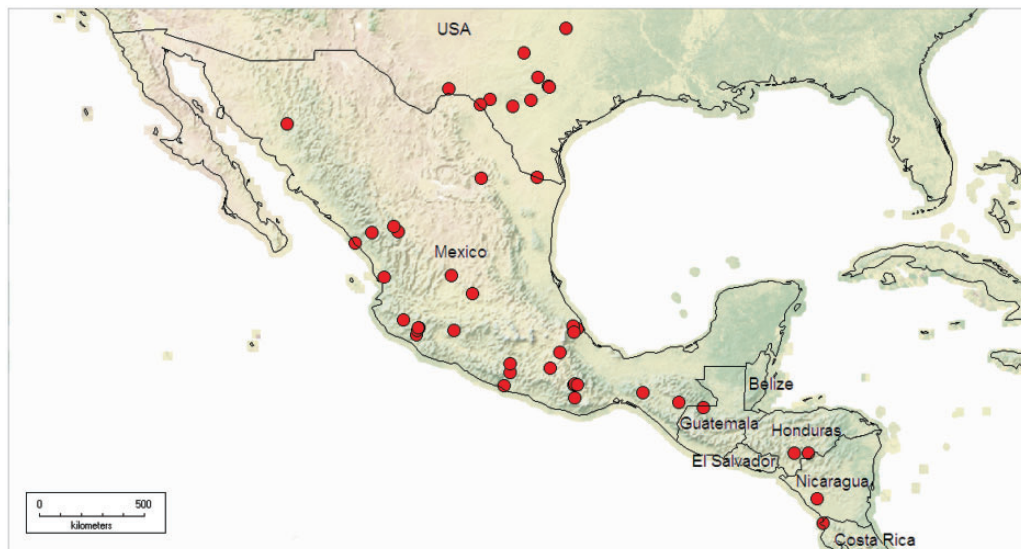 USA
Mexico
Belize
Guatemala
Honduras
El Salvador
Nicaragua
Costa Rica
0 500
kilometers